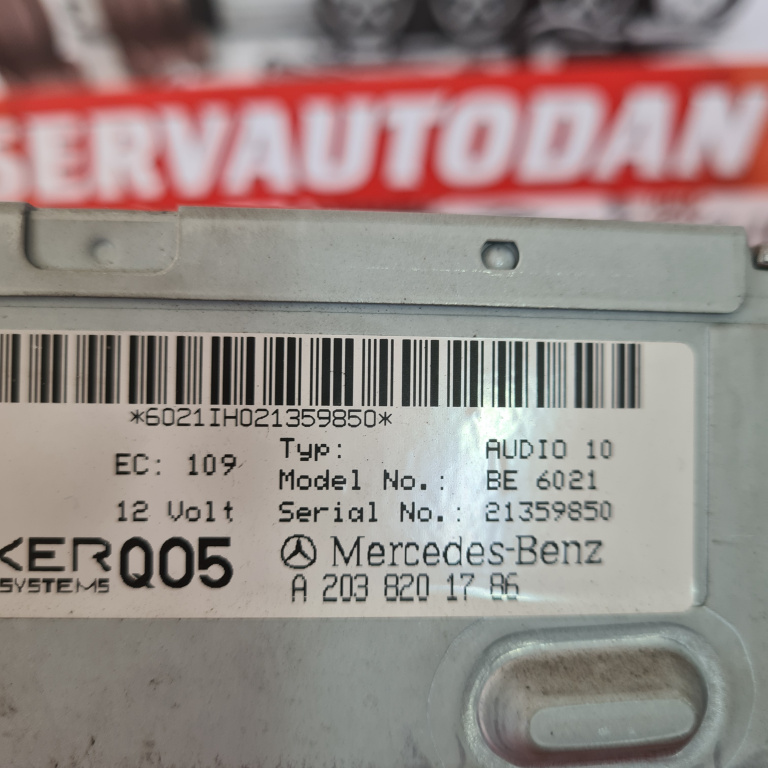 SERVAUTODAN
*6021IH021359850*
Typ: AUDIO 10
EC: 109
Model No.: BE 6021
12 Volt
Serial No.: 21359850
KER
SYSTEMS
Q05
Mercedes-Benz
A 203 820 17 86